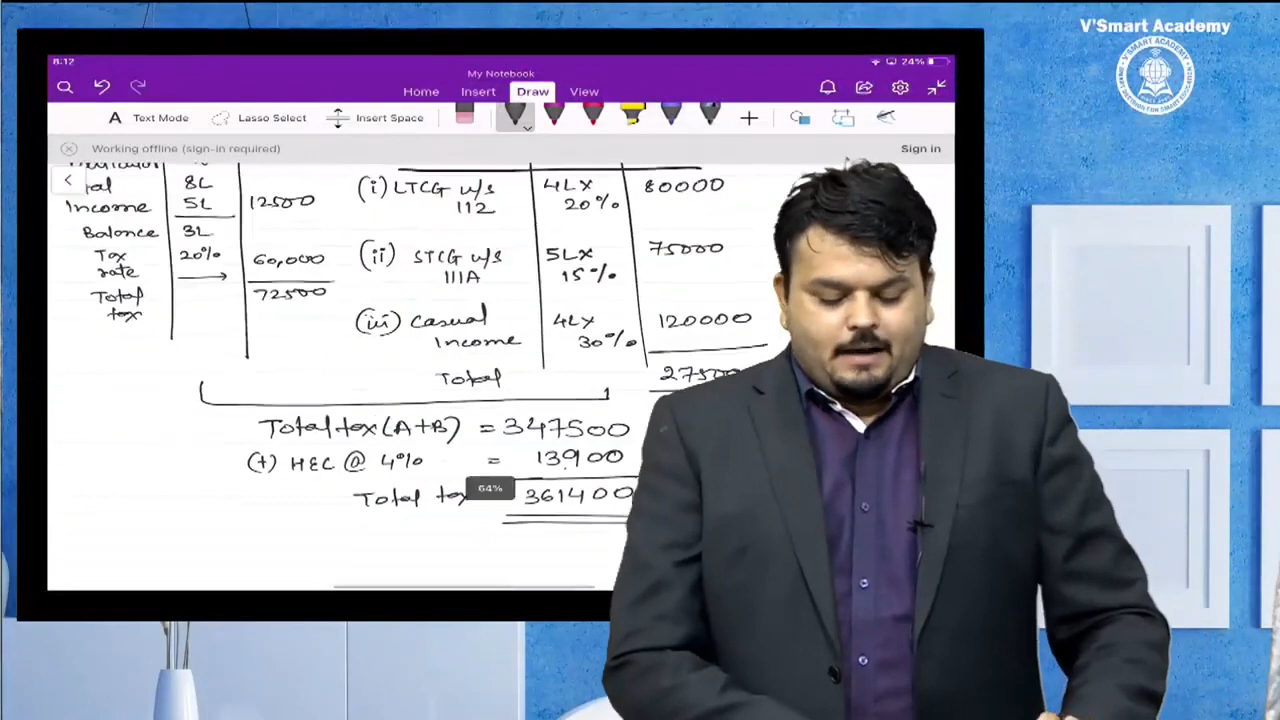 V'Smart Academy
V'SMART ACADEMY
8:12
24%
My Notebook
Home Insert Draw View
Text Mode Lasso Select Insert Space
Working offline (sign-in required) Sign in
8L
Income 5L 12500
Balance 3L
Tax rate 20% 60,000
Total tax 72500
(i) LTCG u/s 4L× 80000
112 20%
(ii) STCG u/s 5L× 75000
111A 15%
(iii) Casual 4L× 120000
Income 30%
Total
Total tax (A+B) = 347500
(+) HEC @ 4% = 13900
Total tax 361400
64%